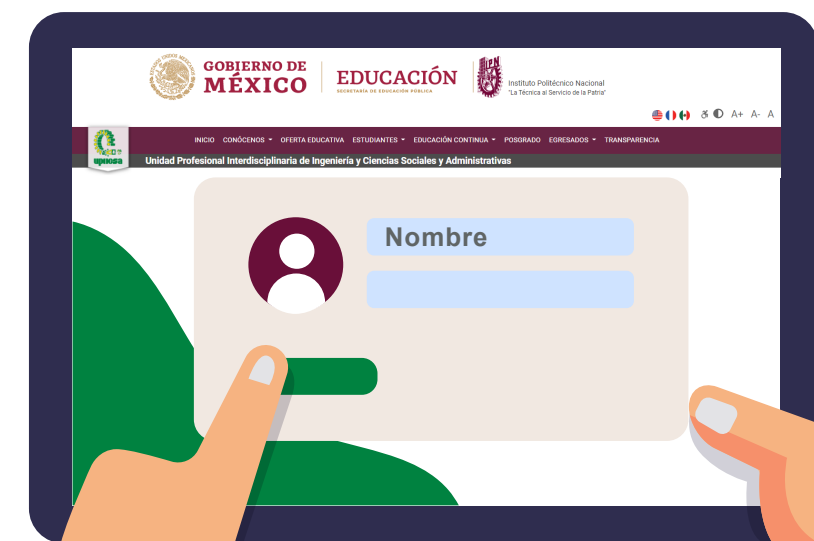 GOBIERNO DE
MÉXICO
EDUCACIÓN
SECRETARÍA DE EDUCACIÓN PÚBLICA
IPN
Instituto Politécnico Nacional
"La Técnica al Servicio de la Patria"
A+ A- A
INICIO CONÓCENOS OFERTA EDUCATIVA ESTUDIANTES EDUCACIÓN CONTINUA POSGRADO EGRESADOS TRANSPARENCIA
upiicsa
Unidad Profesional Interdisciplinaria de Ingeniería y Ciencias Sociales y Administrativas
Nombre